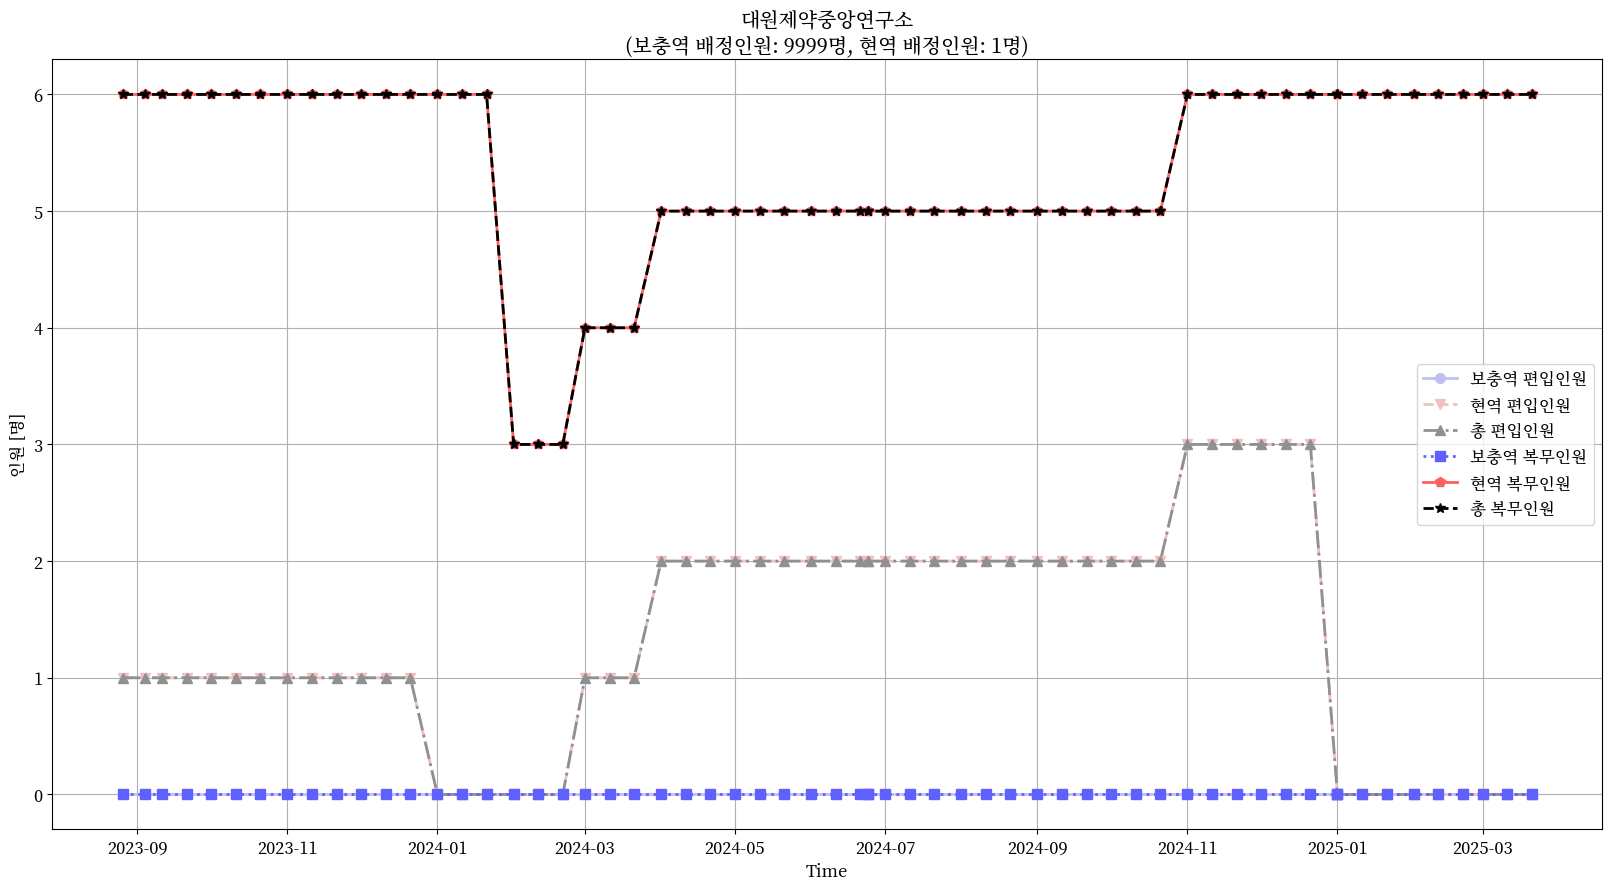 대원제약중앙연구소
(보충역 배정인원: 9999명, 현역 배정인원: 1명)
인원 [명]
6
5
4
3
2
1
0
보충역 편입인원
현역 편입인원
총 편입인원
보충역 복무인원
현역 복무인원
총 복무인원
2023-09
2023-11
2024-01
2024-03
2024-05
2024-07
2024-09
2024-11
2025-01
2025-03
Time